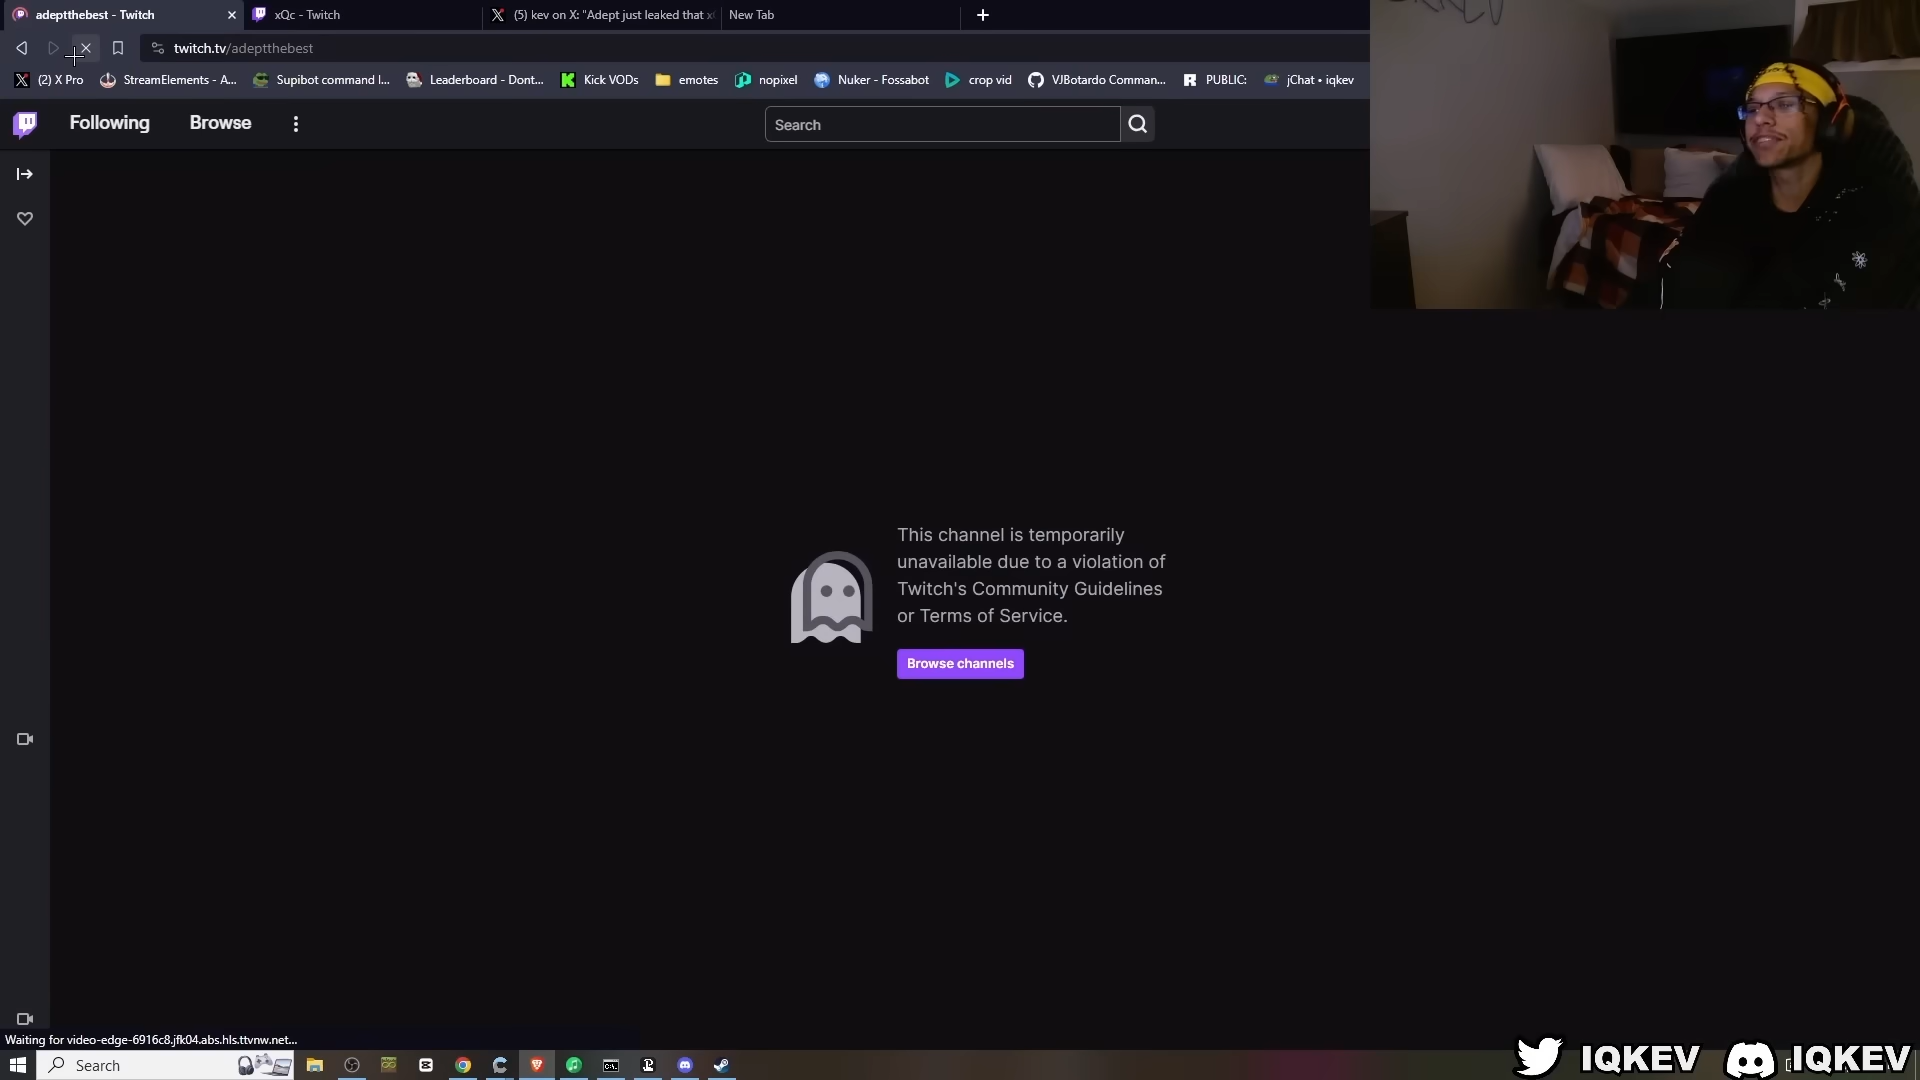 adeptthebest - Twitch
xQc - Twitch
(5) kev on X: "Adept just leaked that x
New Tab
twitch.tv/adeptthebest
(2) X Pro
StreamElements - A...
Supibot command l...
Leaderboard - Dont...
Kick VODs
emotes
nopixel
Nuker - Fossabot
crop vid
VJBotardo Comman...
PUBLIC:
jChat • iqkev
Following
Browse
Search
This channel is temporarily
unavailable due to a violation of
Twitch's Community Guidelines
or Terms of Service.
Browse channels
Waiting for video-edge-6916c8.jfk04.abs.hls.ttvnw.net...
Search
IQKEV
IQKEV